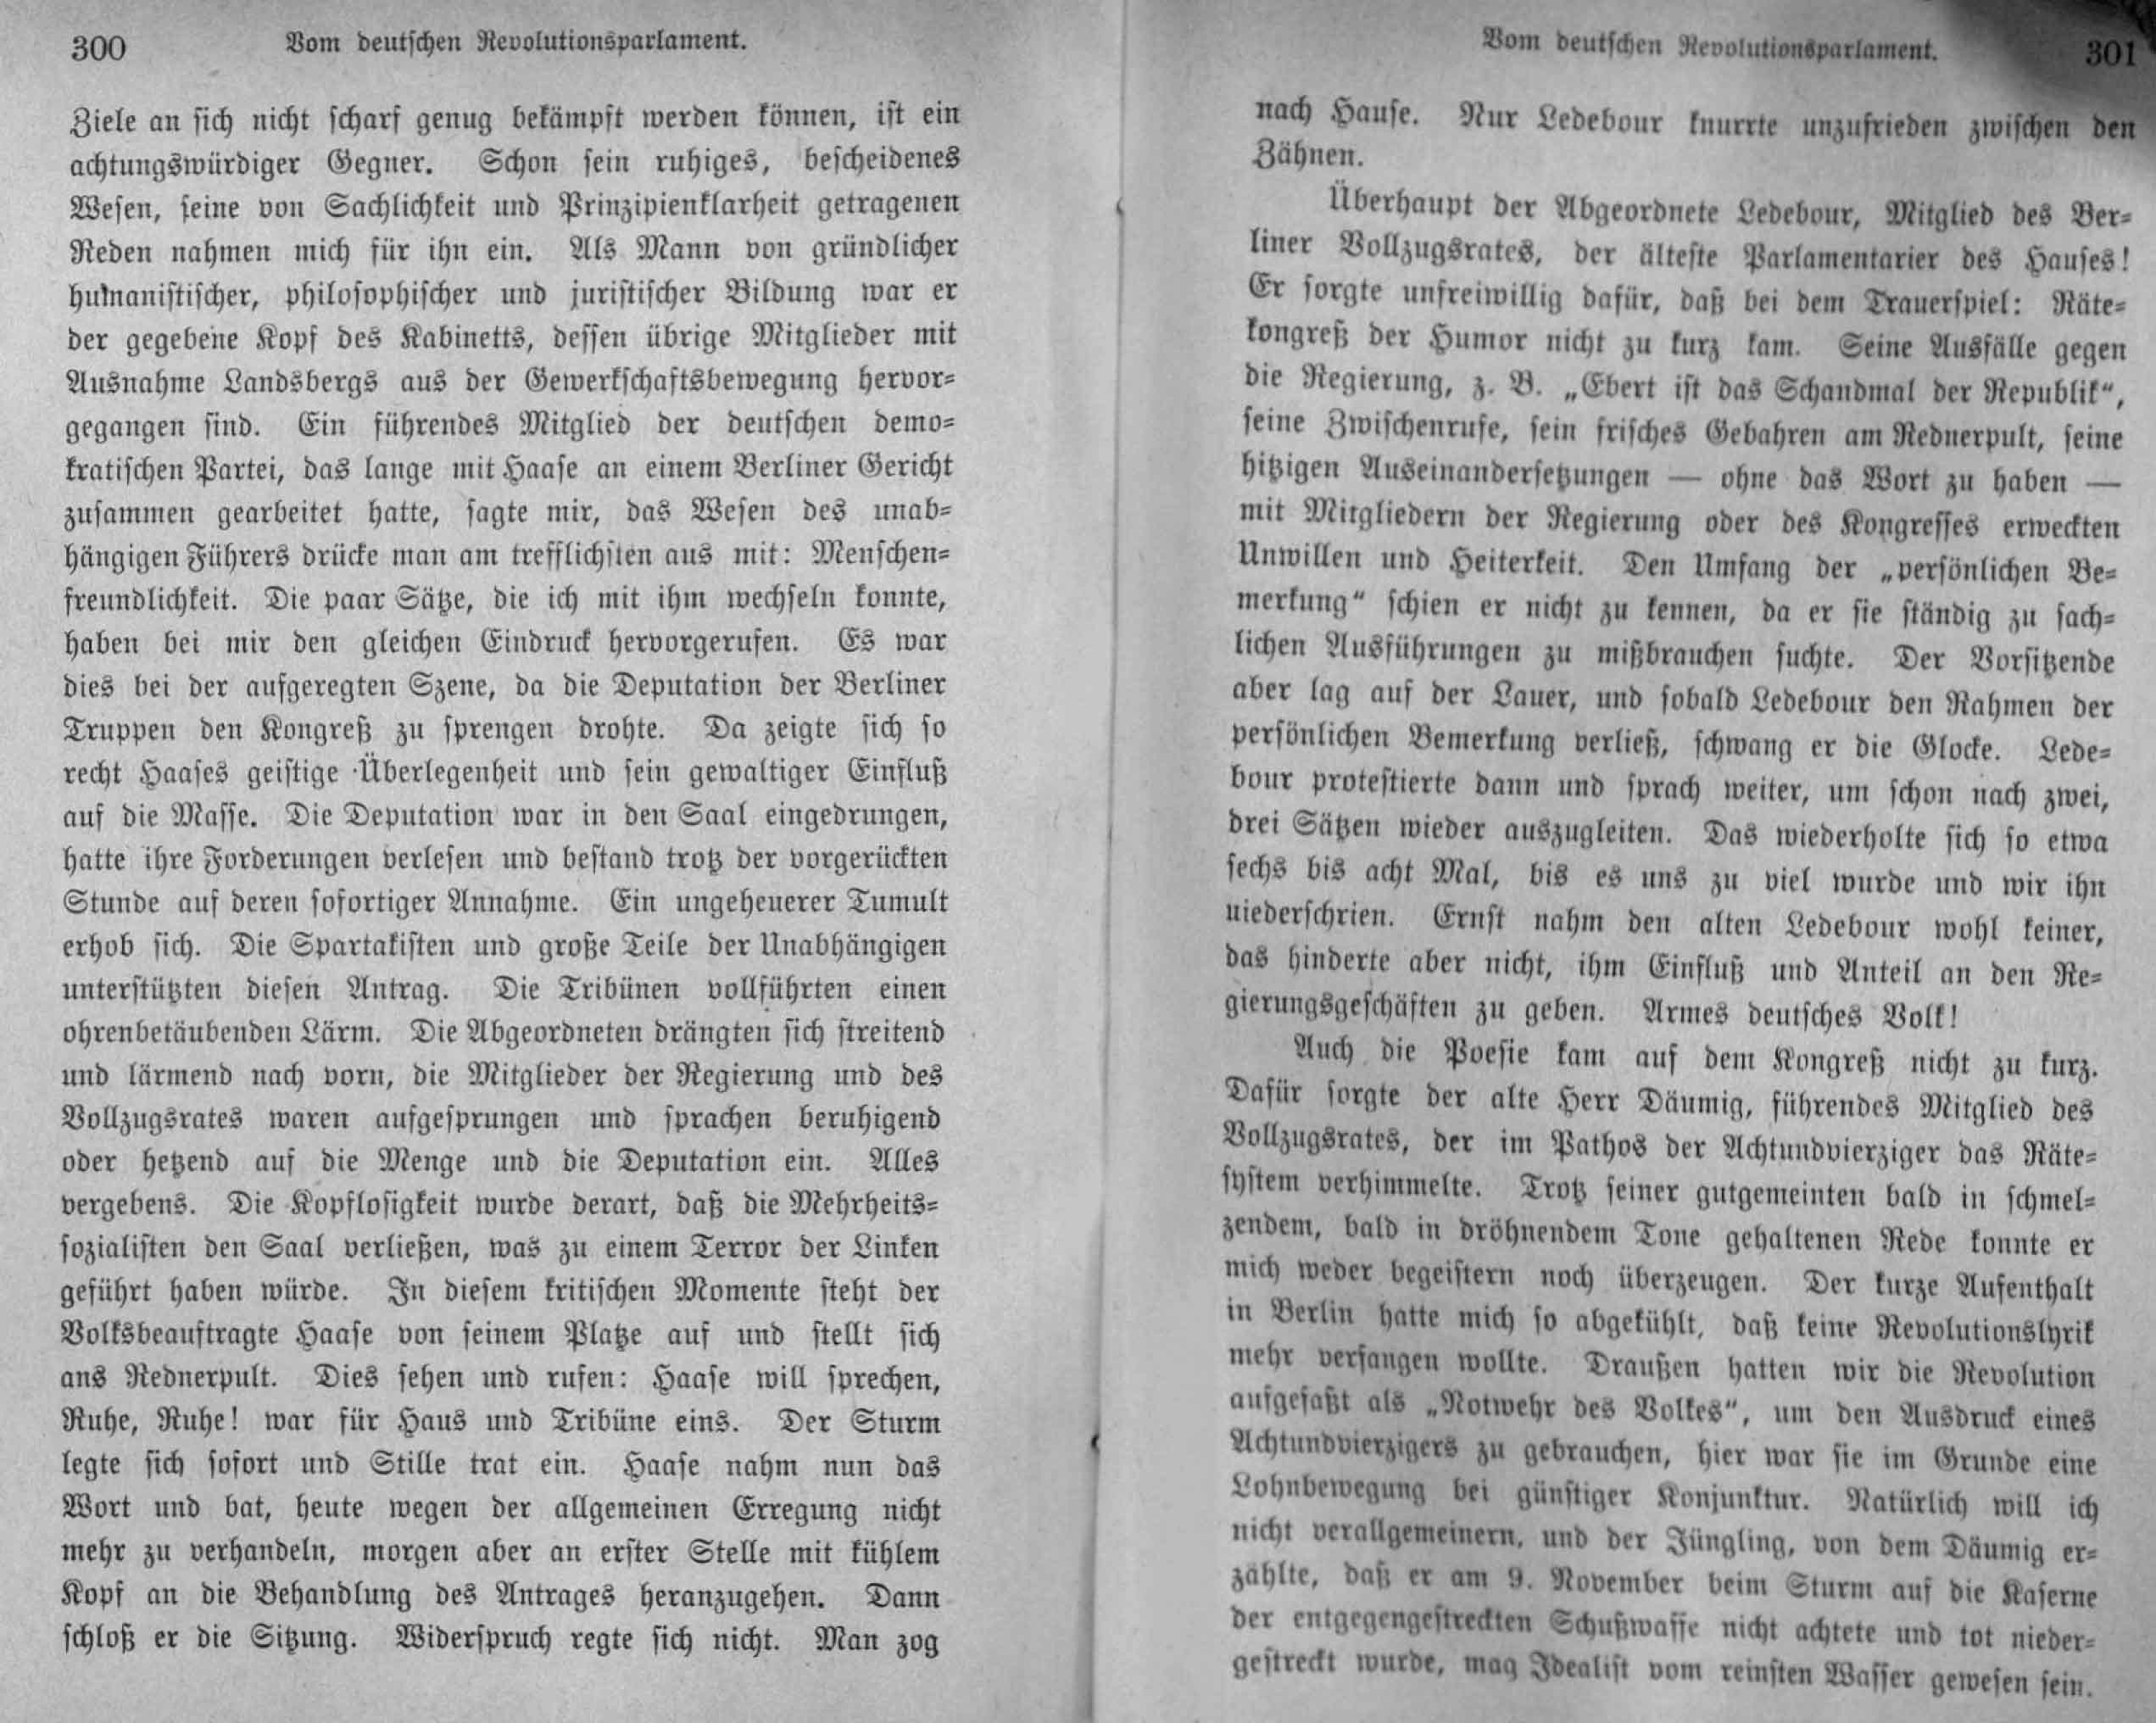 300 Vom deutschen Revolutionsparlament.
Ziele an sich nicht scharf genug bekämpft werden können, ist ein
achtungswürdiger Gegner. Schon sein ruhiges, bescheidenes
Wesen, seine von Sachlichkeit und Prinzipienklarheit getragenen
Reden nahmen mich für ihn ein. Als Mann von gründlicher
humanistischer, philosophischer und juristischer Bildung war er
der gegebene Kopf des Kabinetts, dessen übrige Mitglieder mit
Ausnahme Landsbergs aus der Gewerkschaftsbewegung hervor-
gegangen sind. Ein führendes Mitglied der deutschen demo-
kratischen Partei, das lange mit Haase an einem Berliner Gericht
zusammen gearbeitet hatte, sagte mir, das Wesen des unab-
hängigen Führers drücke man am trefflichsten aus mit: Menschen-
freundlichkeit. Die paar Sätze, die ich mit ihm wechseln konnte,
haben bei mir den gleichen Eindruck hervorgerufen. Es war
dies bei der aufgeregten Szene, da die Deputation der Berliner
Truppen den Kongreß zu sprengen drohte. Da zeigte sich so
recht Haases geistige Überlegenheit und sein gewaltiger Einfluß
auf die Masse. Die Deputation war in den Saal eingedrungen,
hatte ihre Forderungen verlesen und bestand trotz der vorgerückten
Stunde auf deren sofortiger Annahme. Ein ungeheuerer Tumult
erhob sich. Die Spartakisten und große Teile der Unabhängigen
unterstützten diesen Antrag. Die Tribünen vollführten einen
ohrenbetäubenden Lärm. Die Abgeordneten drängten sich streitend
und lärmend nach vorn, die Mitglieder der Regierung und des
Vollzugsrates waren aufgesprungen und sprachen beruhigend
oder hetzend auf die Menge und die Deputation ein. Alles
vergebens. Die Kopflosigkeit wurde derart, daß die Mehrheits-
sozialisten den Saal verließen, was zu einem Terror der Linken
geführt haben würde. In diesem kritischen Momente steht der
Volksbeauftragte Haase von seinem Platze auf und stellt sich
ans Rednerpult. Dies sehen und rufen: Haase will sprechen,
Ruhe, Ruhe! war für Haus und Tribüne eins. Der Sturm
legte sich sofort und Stille trat ein. Haase nahm nun das
Wort und bat, heute wegen der allgemeinen Erregung nicht
mehr zu verhandeln, morgen aber an erster Stelle mit kühlem
Kopf an die Behandlung des Antrages heranzugehen. Dann
schloß er die Sitzung. Widerspruch regte sich nicht. Man zog
Vom deutschen Revolutionsparlament. 301
nach Hause. Nur Ledebour knurrte unzufrieden zwischen den
Zähnen.
Überhaupt der Abgeordnete Ledebour, Mitglied des Ber-
liner Vollzugsrates, der älteste Parlamentarier des Hauses!
Er sorgte unfreiwillig dafür, daß bei dem Trauerspiel: Räte-
kongreß der Humor nicht zu kurz kam. Seine Ausfälle gegen
die Regierung, z. B. „Ebert ist das Schandmal der Republik“,
seine Zwischenrufe, sein frisches Gebahren am Rednerpult, seine
hitzigen Auseinandersetzungen — ohne das Wort zu haben —
mit Mitgliedern der Regierung oder des Kongresses erweckten
Unwillen und Heiterkeit. Den Umfang der „persönlichen Be-
merkung“ schien er nicht zu kennen, da er sie ständig zu sach-
lichen Ausführungen zu mißbrauchen suchte. Der Vorsitzende
aber lag auf der Lauer, und sobald Ledebour den Rahmen der
persönlichen Bemerkung verließ, schwang er die Glocke. Lede-
bour protestierte dann und sprach weiter, um schon nach zwei,
drei Sätzen wieder auszugleiten. Das wiederholte sich so etwa
sechs bis acht Mal, bis es uns zu viel wurde und wir ihn
niederschrien. Ernst nahm den alten Ledebour wohl keiner,
das hinderte aber nicht, ihm Einfluß und Anteil an den Re-
gierungsgeschäften zu geben. Armes deutsches Volk!
Auch die Poesie kam auf dem Kongreß nicht zu kurz.
Dafür sorgte der alte Herr Däumig, führendes Mitglied des
Vollzugsrates, der im Pathos der Achtundvierziger das Räte-
system verhimmelte. Trotz seiner gutgemeinten bald in schmel-
zendem, bald in dröhnendem Tone gehaltenen Rede konnte er
mich weder begeistern noch überzeugen. Der kurze Aufenthalt
in Berlin hatte mich so abgekühlt, daß keine Revolutionslyrik
mehr verfangen wollte. Draußen hatten wir die Revolution
aufgefaßt als „Notwehr des Volkes“, um den Ausdruck eines
Achtundvierzigers zu gebrauchen, hier war sie im Grunde eine
Lohnbewegung bei günstiger Konjunktur. Natürlich will ich
nicht verallgemeinern, und der Jüngling, von dem Däumig er-
zählte, daß er am 9. November beim Sturm auf die Kaserne
der entgegengestreckten Schußwaffe nicht achtete und tot nieder-
gestreckt wurde, mag Idealist vom reinsten Wasser gewesen sein.